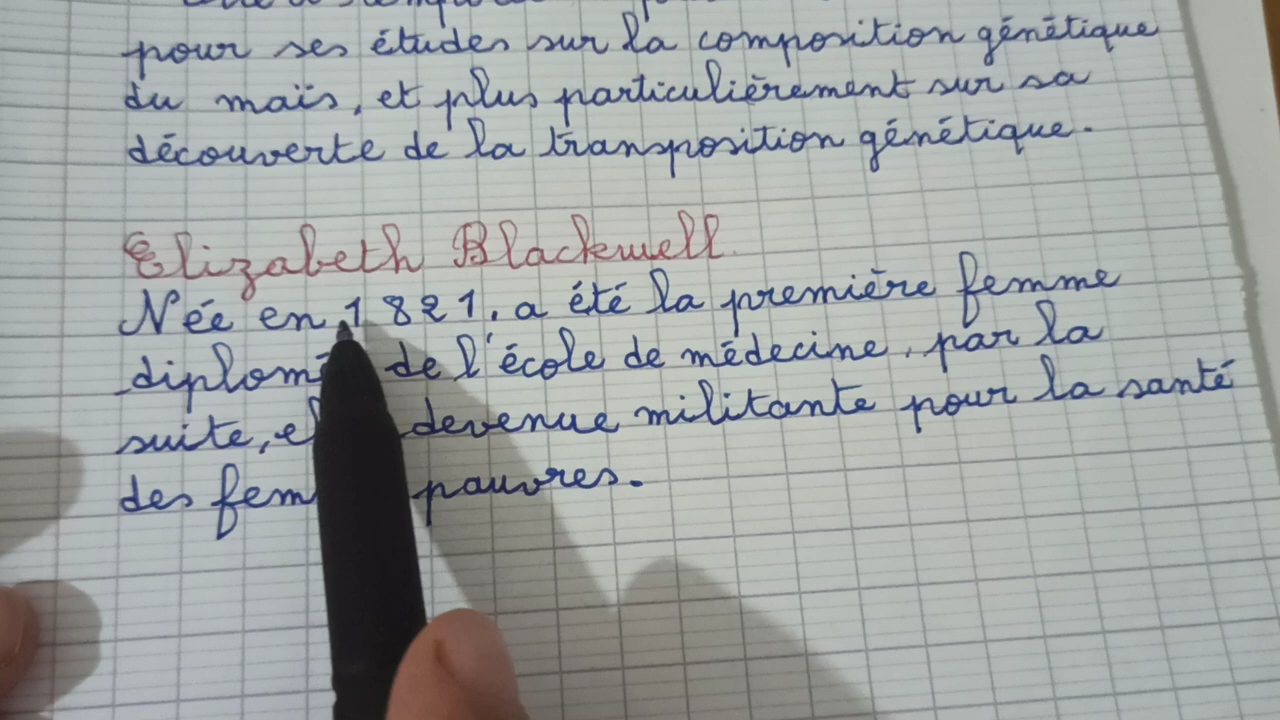 pour ses études sur la composition génétique
du maïs, et plus particulièrement sur sa
découverte de la transposition génétique.
Elizabeth Blackwell
Née en 1821, a été la première femme
de l'école de médecine, par la
suite, devenue militante pour la santé
des pauvres.